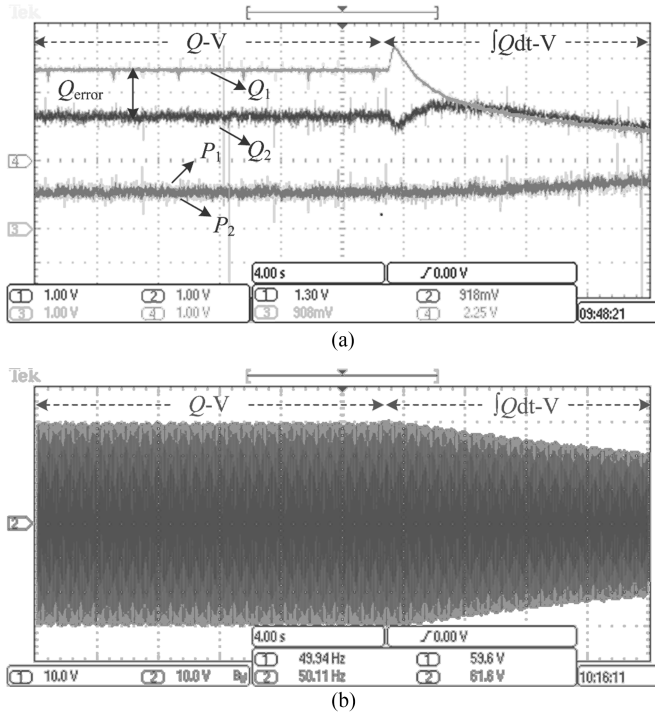 Tek
Q-V
∫Qdt-V
Qerror
Q1
Q2
P1
P2
4
3
4.00 s
0.00 V
1 1.00 V 2 1.00 V 1 1.30 V 2 918mV
3 1.00 V 4 1.00 V 3 908mV 4 2.25 V
09:48:21
(a)
Tek
Q-V
∫Qdt-V
2
4.00 s
0.00 V
1 49.94 Hz 1 59.6 V
1 10.0 V 2 10.0 V BW 2 50.11 Hz 2 61.6 V
10:16:11
(b)